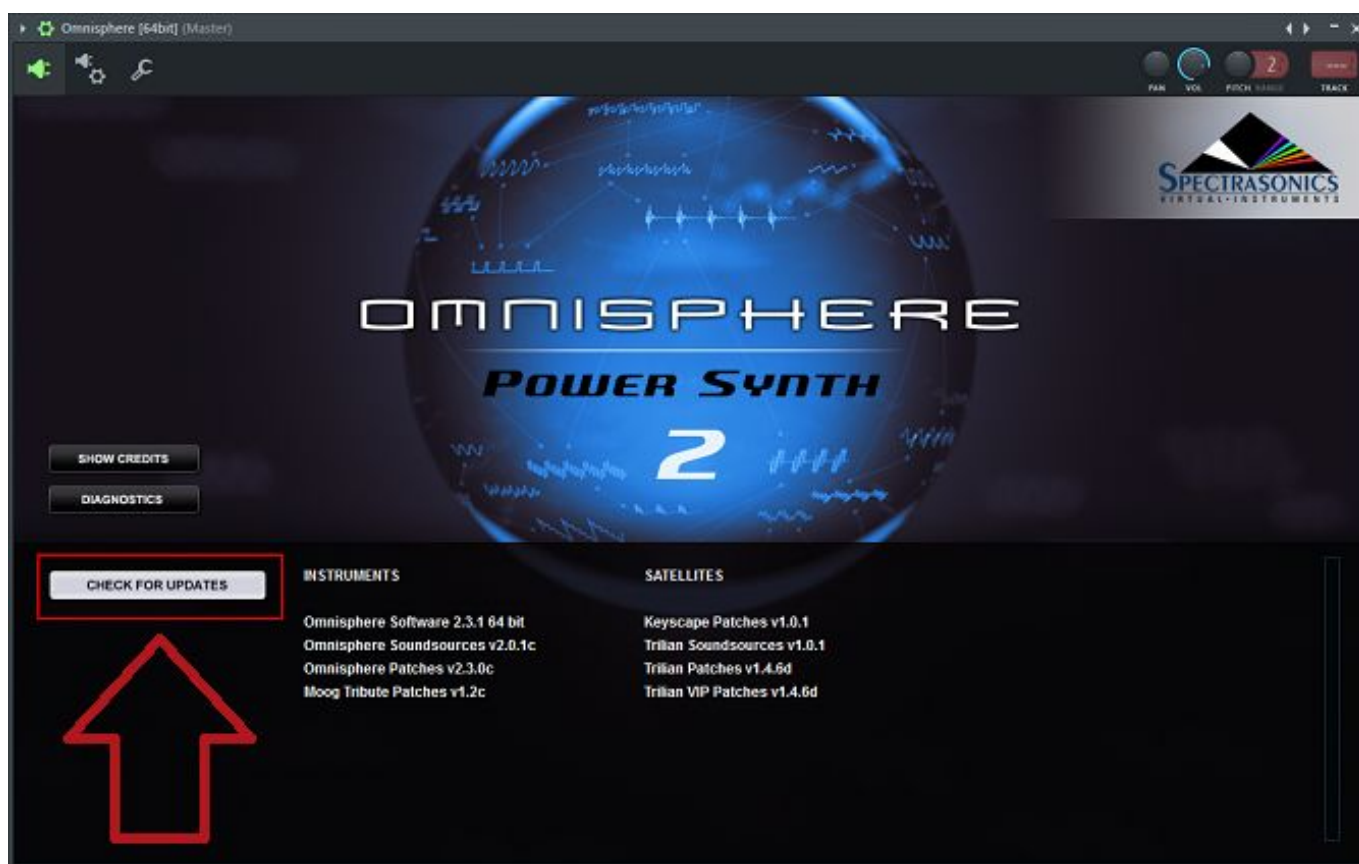 Omnisphere [64bit] (Master)
2
---
PAN VOL PITCH RANGE TRACK
SPECTRASONICS
VIRTUAL•INSTRUMENTS
OMNISPHERE
POWER SYNTH
2
SHOW CREDITS
DIAGNOSTICS
CHECK FOR UPDATES
INSTRUMENTS
Omnisphere Software 2.3.1 64 bit
Omnisphere Soundsources v2.0.1c
Omnisphere Patches v2.3.0c
Moog Tribute Patches v1.2c
SATELLITES
Keyscape Patches v1.0.1
Trilian Soundsources v1.0.1
Trilian Patches v1.4.6d
Trilian VIP Patches v1.4.6d